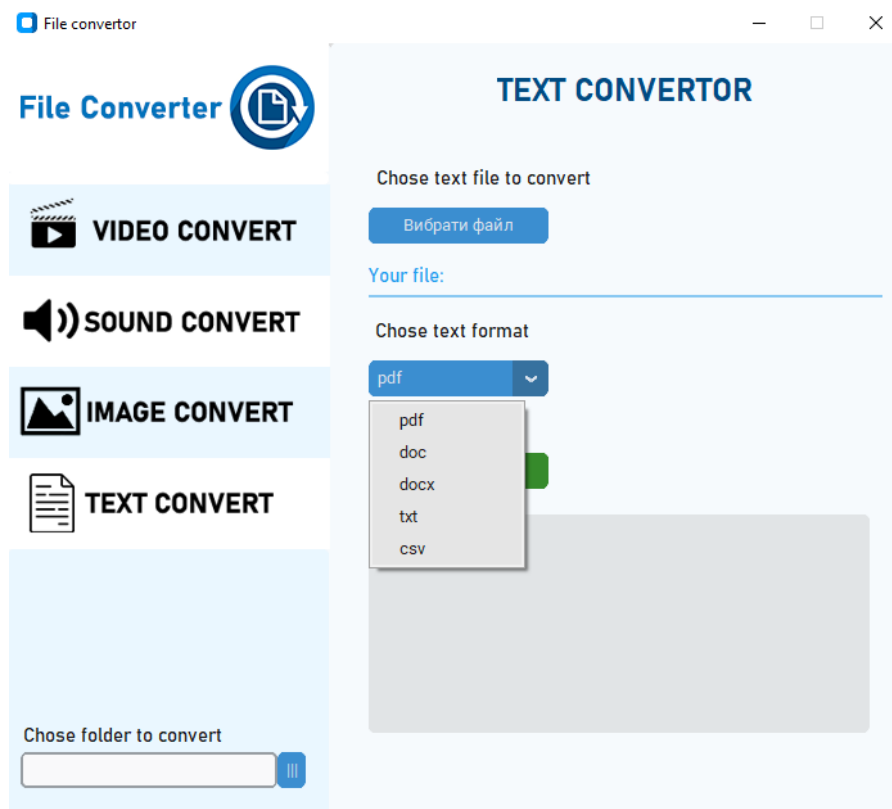 File convertor
File Converter
VIDEO CONVERT
SOUND CONVERT
IMAGE CONVERT
TEXT CONVERT
Chose folder to convert
TEXT CONVERTOR
Chose text file to convert
Вибрати файл
Your file:
Chose text format
pdf
pdf
doc
docx
txt
csv